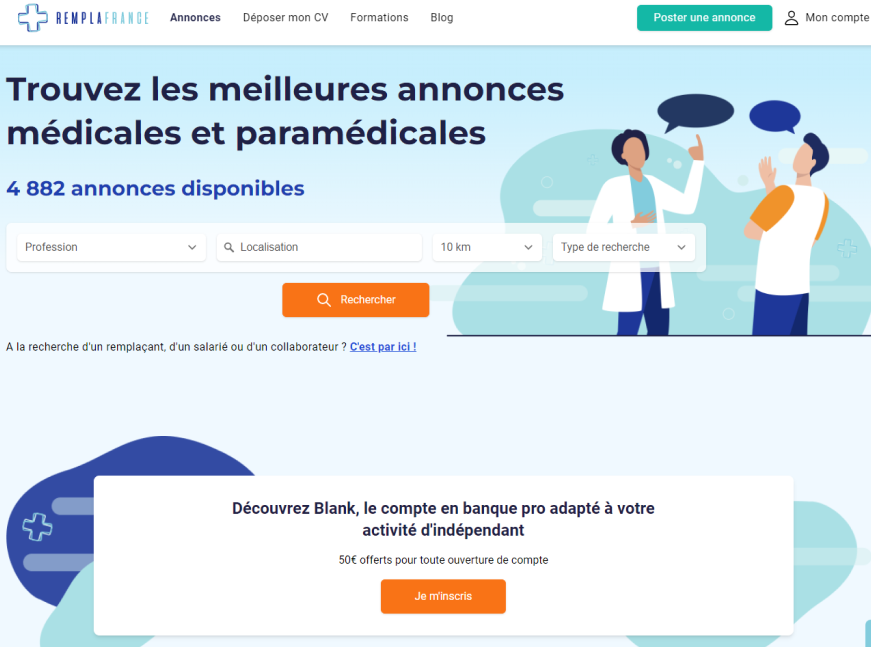 REMPLAFRANCE Annonces Déposer mon CV Formations Blog Poster une annonce Mon compte
Trouvez les meilleures annonces
médicales et paramédicales
4 882 annonces disponibles
Profession Localisation 10 km Type de recherche
Rechercher
A la recherche d'un remplaçant, d'un salarié ou d'un collaborateur ? C'est par ici !
Découvrez Blank, le compte en banque pro adapté à votre
activité d'indépendant
50€ offerts pour toute ouverture de compte
Je m'inscris